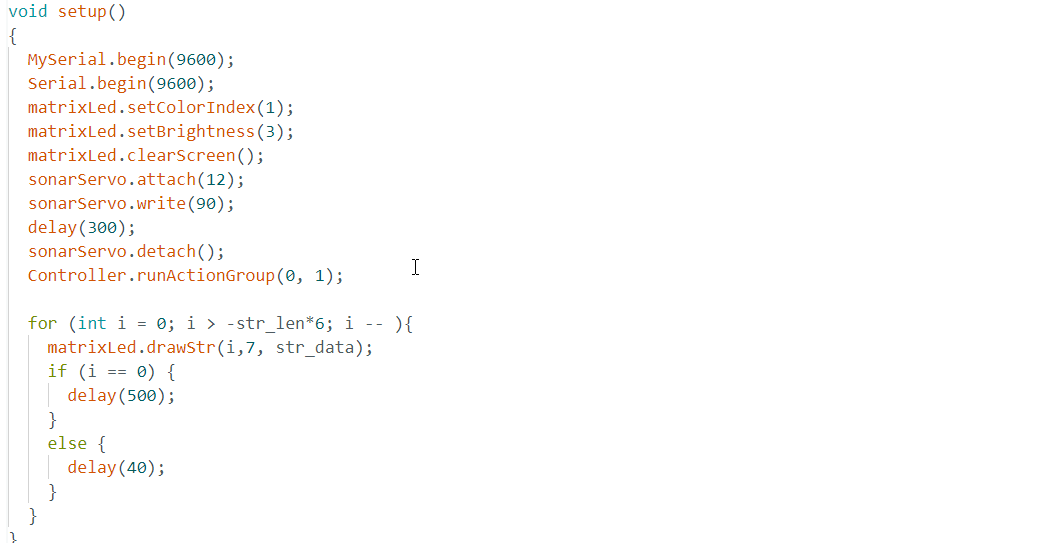 void setup()
{
  MySerial.begin(9600);
  Serial.begin(9600);
  matrixLed.setColorIndex(1);
  matrixLed.setBrightness(3);
  matrixLed.clearScreen();
  sonarServo.attach(12);
  sonarServo.write(90);
  delay(300);
  sonarServo.detach();
  Controller.runActionGroup(0, 1);

  for (int i = 0; i > -str_len*6; i -- ){
    matrixLed.drawStr(i,7, str_data);
    if (i == 0) {
      delay(500);
    }
    else {
      delay(40);
    }
  }
}